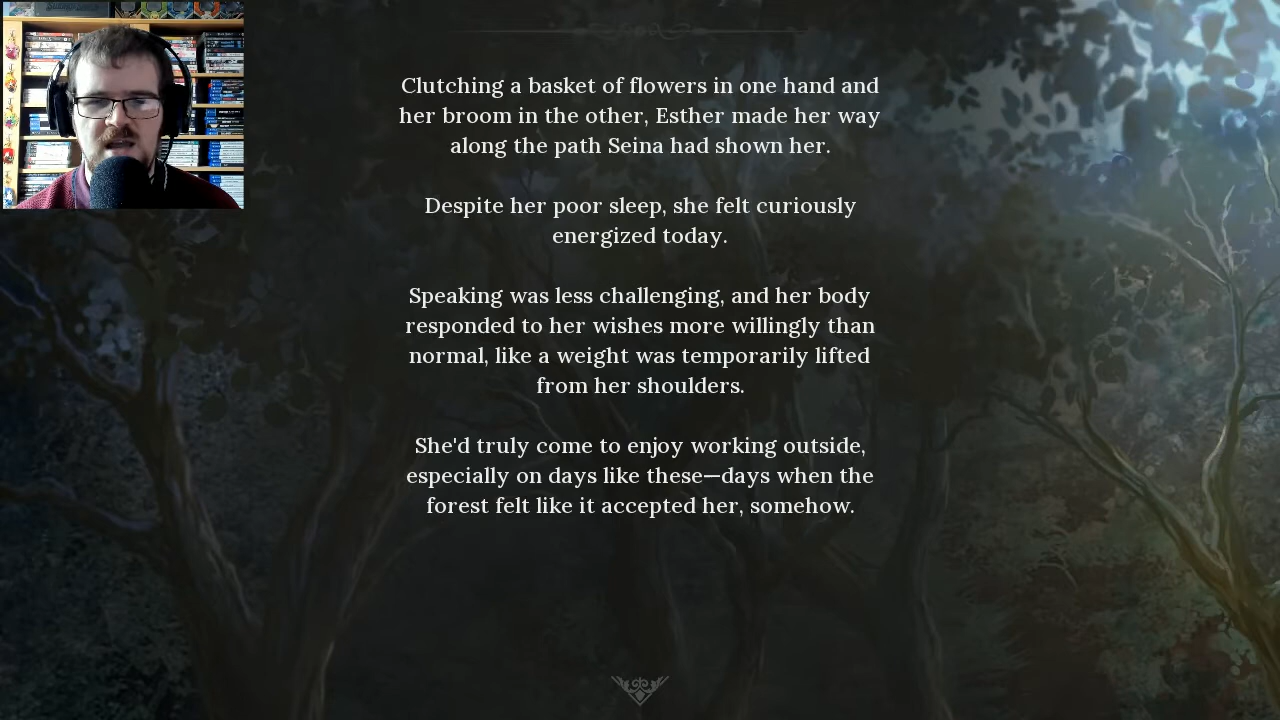 Clutching a basket of flowers in one hand and
her broom in the other, Esther made her way
along the path Seina had shown her.
Despite her poor sleep, she felt curiously
energized today.
Speaking was less challenging, and her body
responded to her wishes more willingly than
normal, like a weight was temporarily lifted
from her shoulders.
She'd truly come to enjoy working outside,
especially on days like these—days when the
forest felt like it accepted her, somehow.